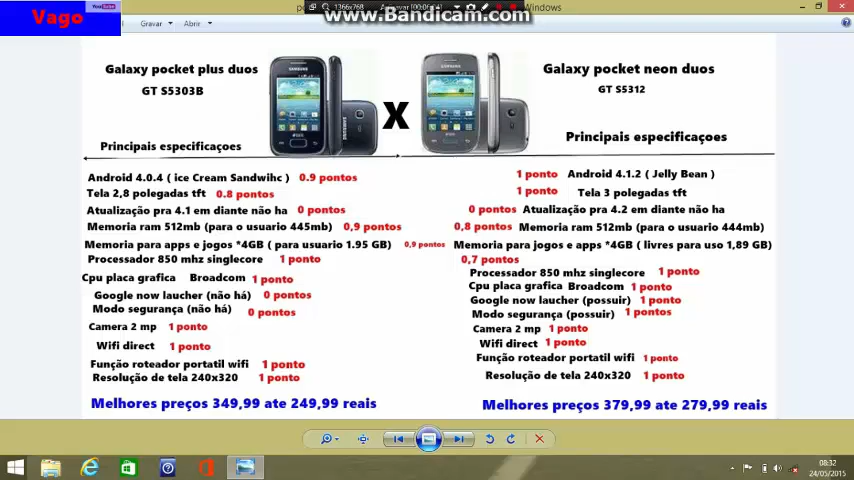 Vago
You Tube
1366x768
Gravar [00:06:04]
www.Bandicam.com
Windows
Gravar
Abrir
Galaxy pocket plus duos
GT S5303B
SAMSUNG
X
Galaxy pocket neon duos
GT S5312
Principais especificaçoes
Principais especificaçoes
Android 4.0.4 ( ice Cream Sandwihc ) 0.9 pontos
Tela 2,8 polegadas tft 0.8 pontos
Atualização pra 4.1 em diante não ha 0 pontos
Memoria ram 512mb (para o usuario 445mb) 0,9 pontos
Memoria para apps e jogos *4GB ( para usuario 1.95 GB) 0,9 pontos
Processador 850 mhz singlecore 1 ponto
Cpu placa grafica Broadcom 1 ponto
Google now laucher (não há) 0 pontos
Modo segurança (não há) 0 pontos
Camera 2 mp 1 ponto
Wifi direct 1 ponto
Função roteador portatil wifi 1 ponto
Resolução de tela 240x320 1 ponto
Melhores preços 349,99 ate 249,99 reais
1 ponto Android 4.1.2 ( Jelly Bean )
1 ponto Tela 3 polegadas tft
0 pontos Atualização pra 4.2 em diante não ha
0,8 pontos Memoria ram 512mb (para o usuario 444mb)
Memoria para jogos e apps *4GB ( livres para uso 1,89 GB)
0,7 pontos
Processador 850 mhz singlecore 1 ponto
Cpu placa grafica Broadcom 1 ponto
Google now laucher (possuir) 1 ponto
Modo segurança (possuir) 1 pontos
Camera 2 mp 1 ponto
Wifi direct 1 ponto
Função roteador portatil wifi 1 ponto
Resolução de tela 240x320 1 ponto
Melhores preços 379,99 ate 279,99 reais
08:32
24/05/2015